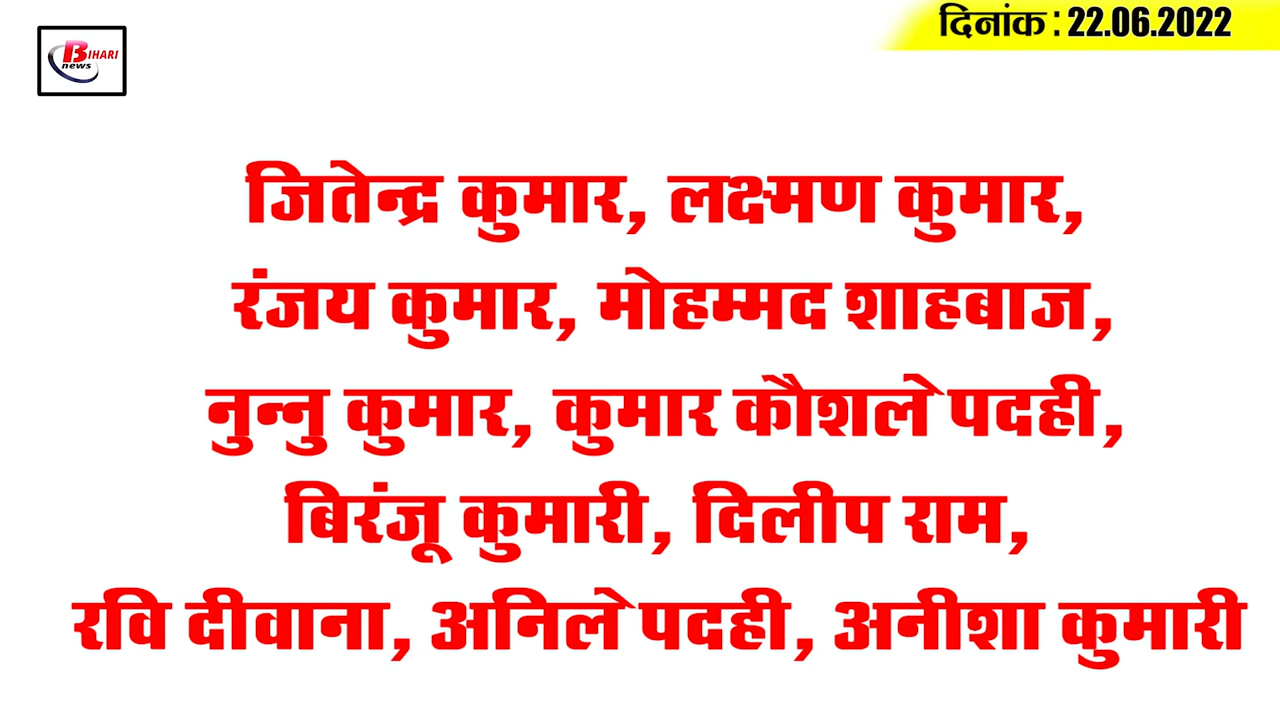 BIHARI
news
दिनांक : 22.06.2022
जितेन्द्र कुमार, लक्ष्मण कुमार,
रंजय कुमार, मोहम्मद शाहबाज,
नुन्नु कुमार, कुमार कौशले पदही,
बिरंजू कुमारी, दिलीप राम,
रवि दीवाना, अनिले पदही, अनीशा कुमारी